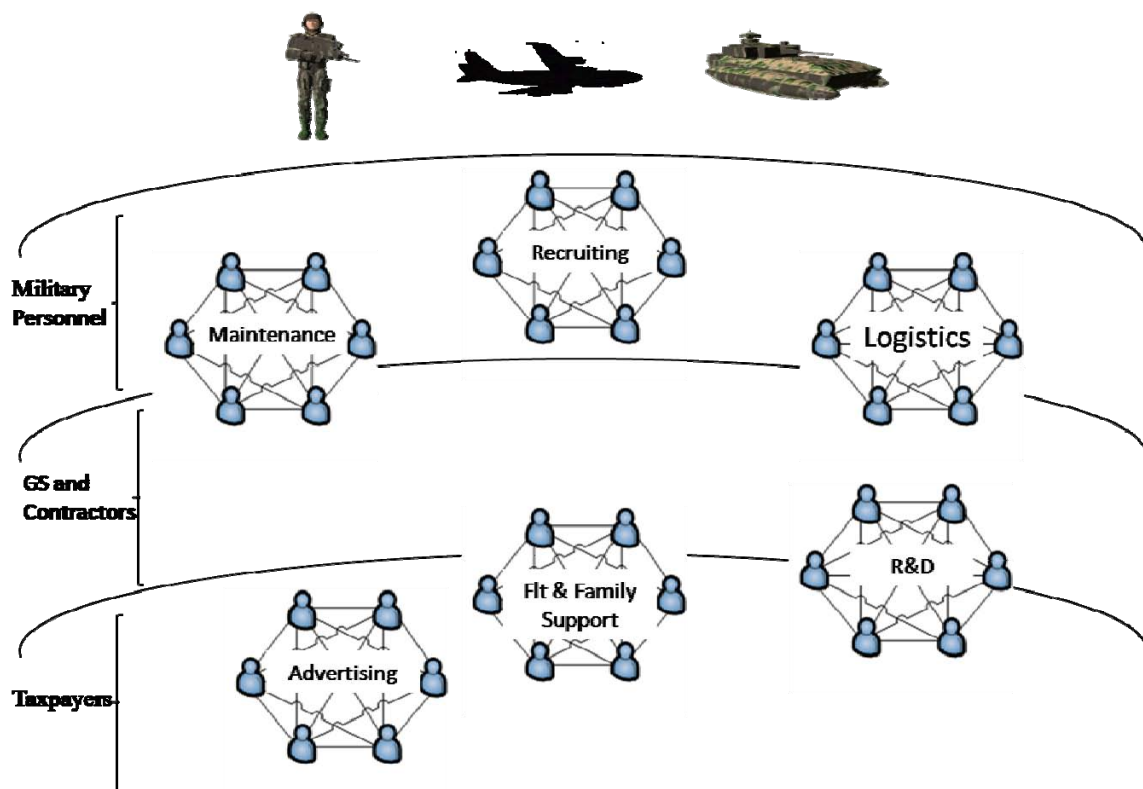 Recruiting
Military
Personnel
Maintenance
Logistics
GS and
Contractors
R&D
Flt & Family
Support
Advertising
Taxpayers